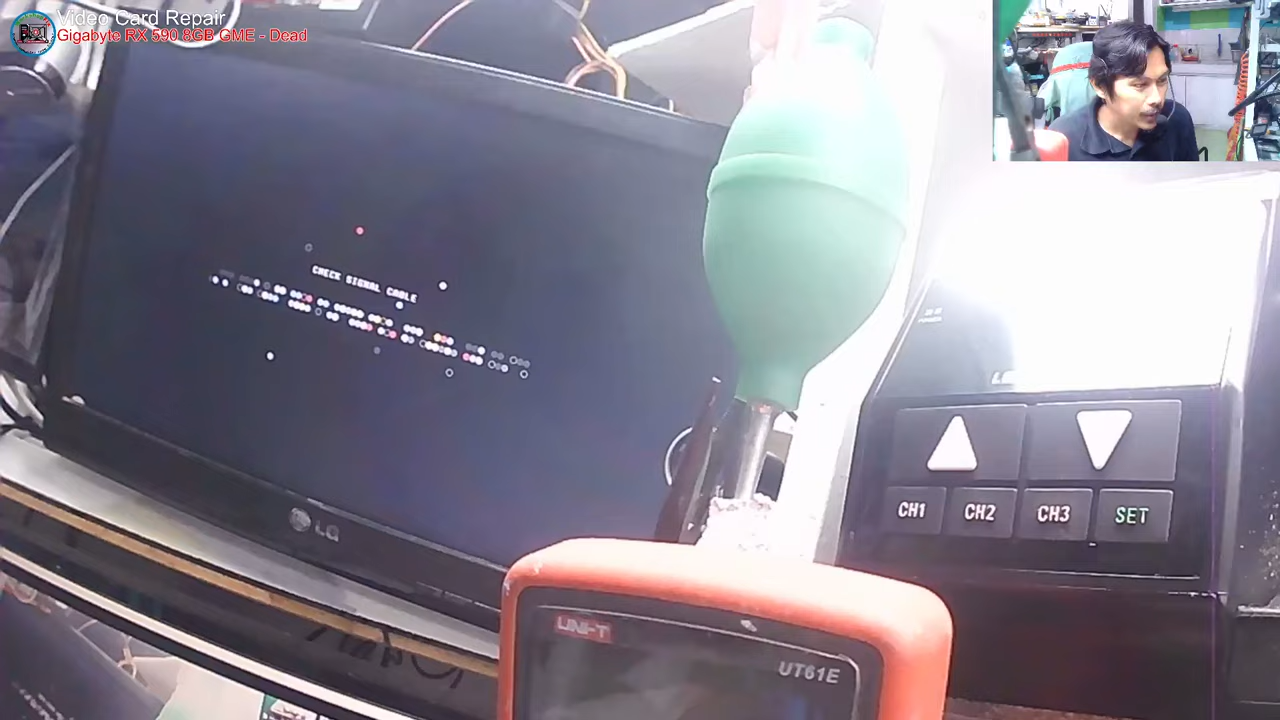 Video Card Repair
Gigabyte RX 590 8GB GME - Dead
CHECK SIGNAL CABLE
LG
CH1
CH2
CH3
SET
UNI-T
UT61E